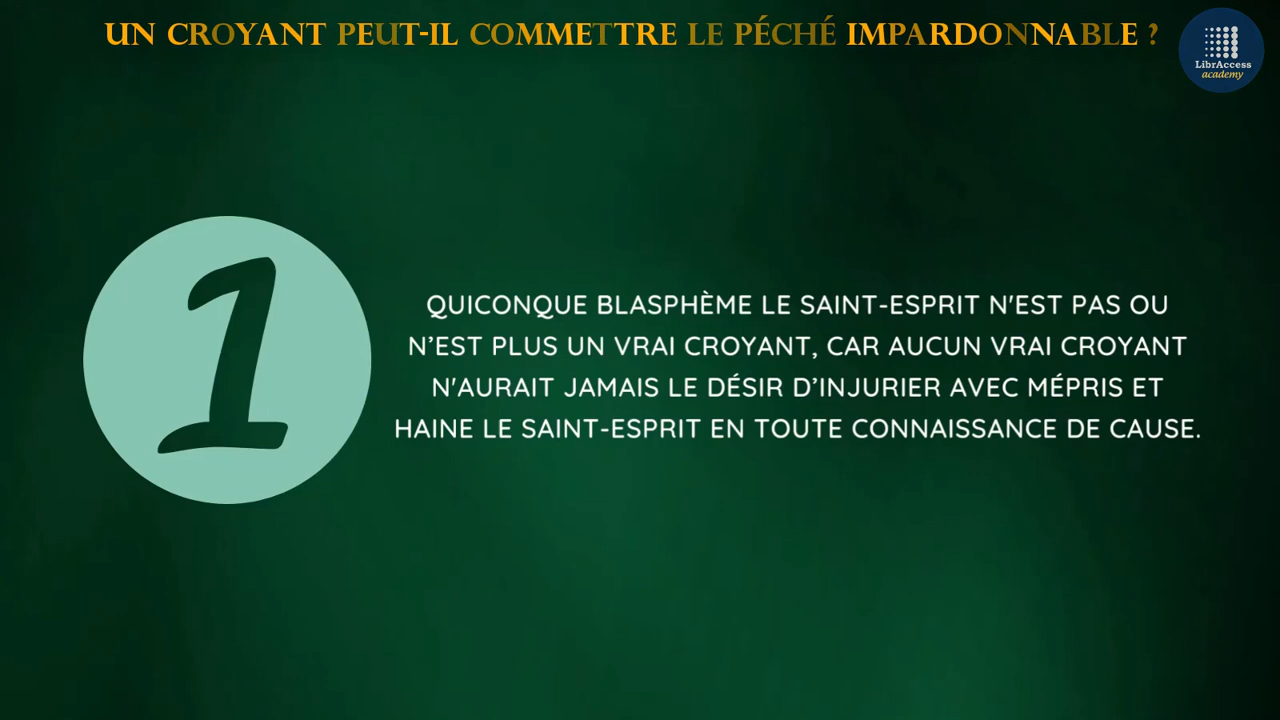 UN CROYANT PEUT-IL COMMETTRE LE PÉCHÉ IMPARDONNABLE ?
LibrAccess
academy
1
QUICONQUE BLASPHÈME LE SAINT-ESPRIT N'EST PAS OU
N’EST PLUS UN VRAI CROYANT, CAR AUCUN VRAI CROYANT
N'AURAIT JAMAIS LE DÉSIR D’INJURIER AVEC MÉPRIS ET
HAINE LE SAINT-ESPRIT EN TOUTE CONNAISSANCE DE CAUSE.